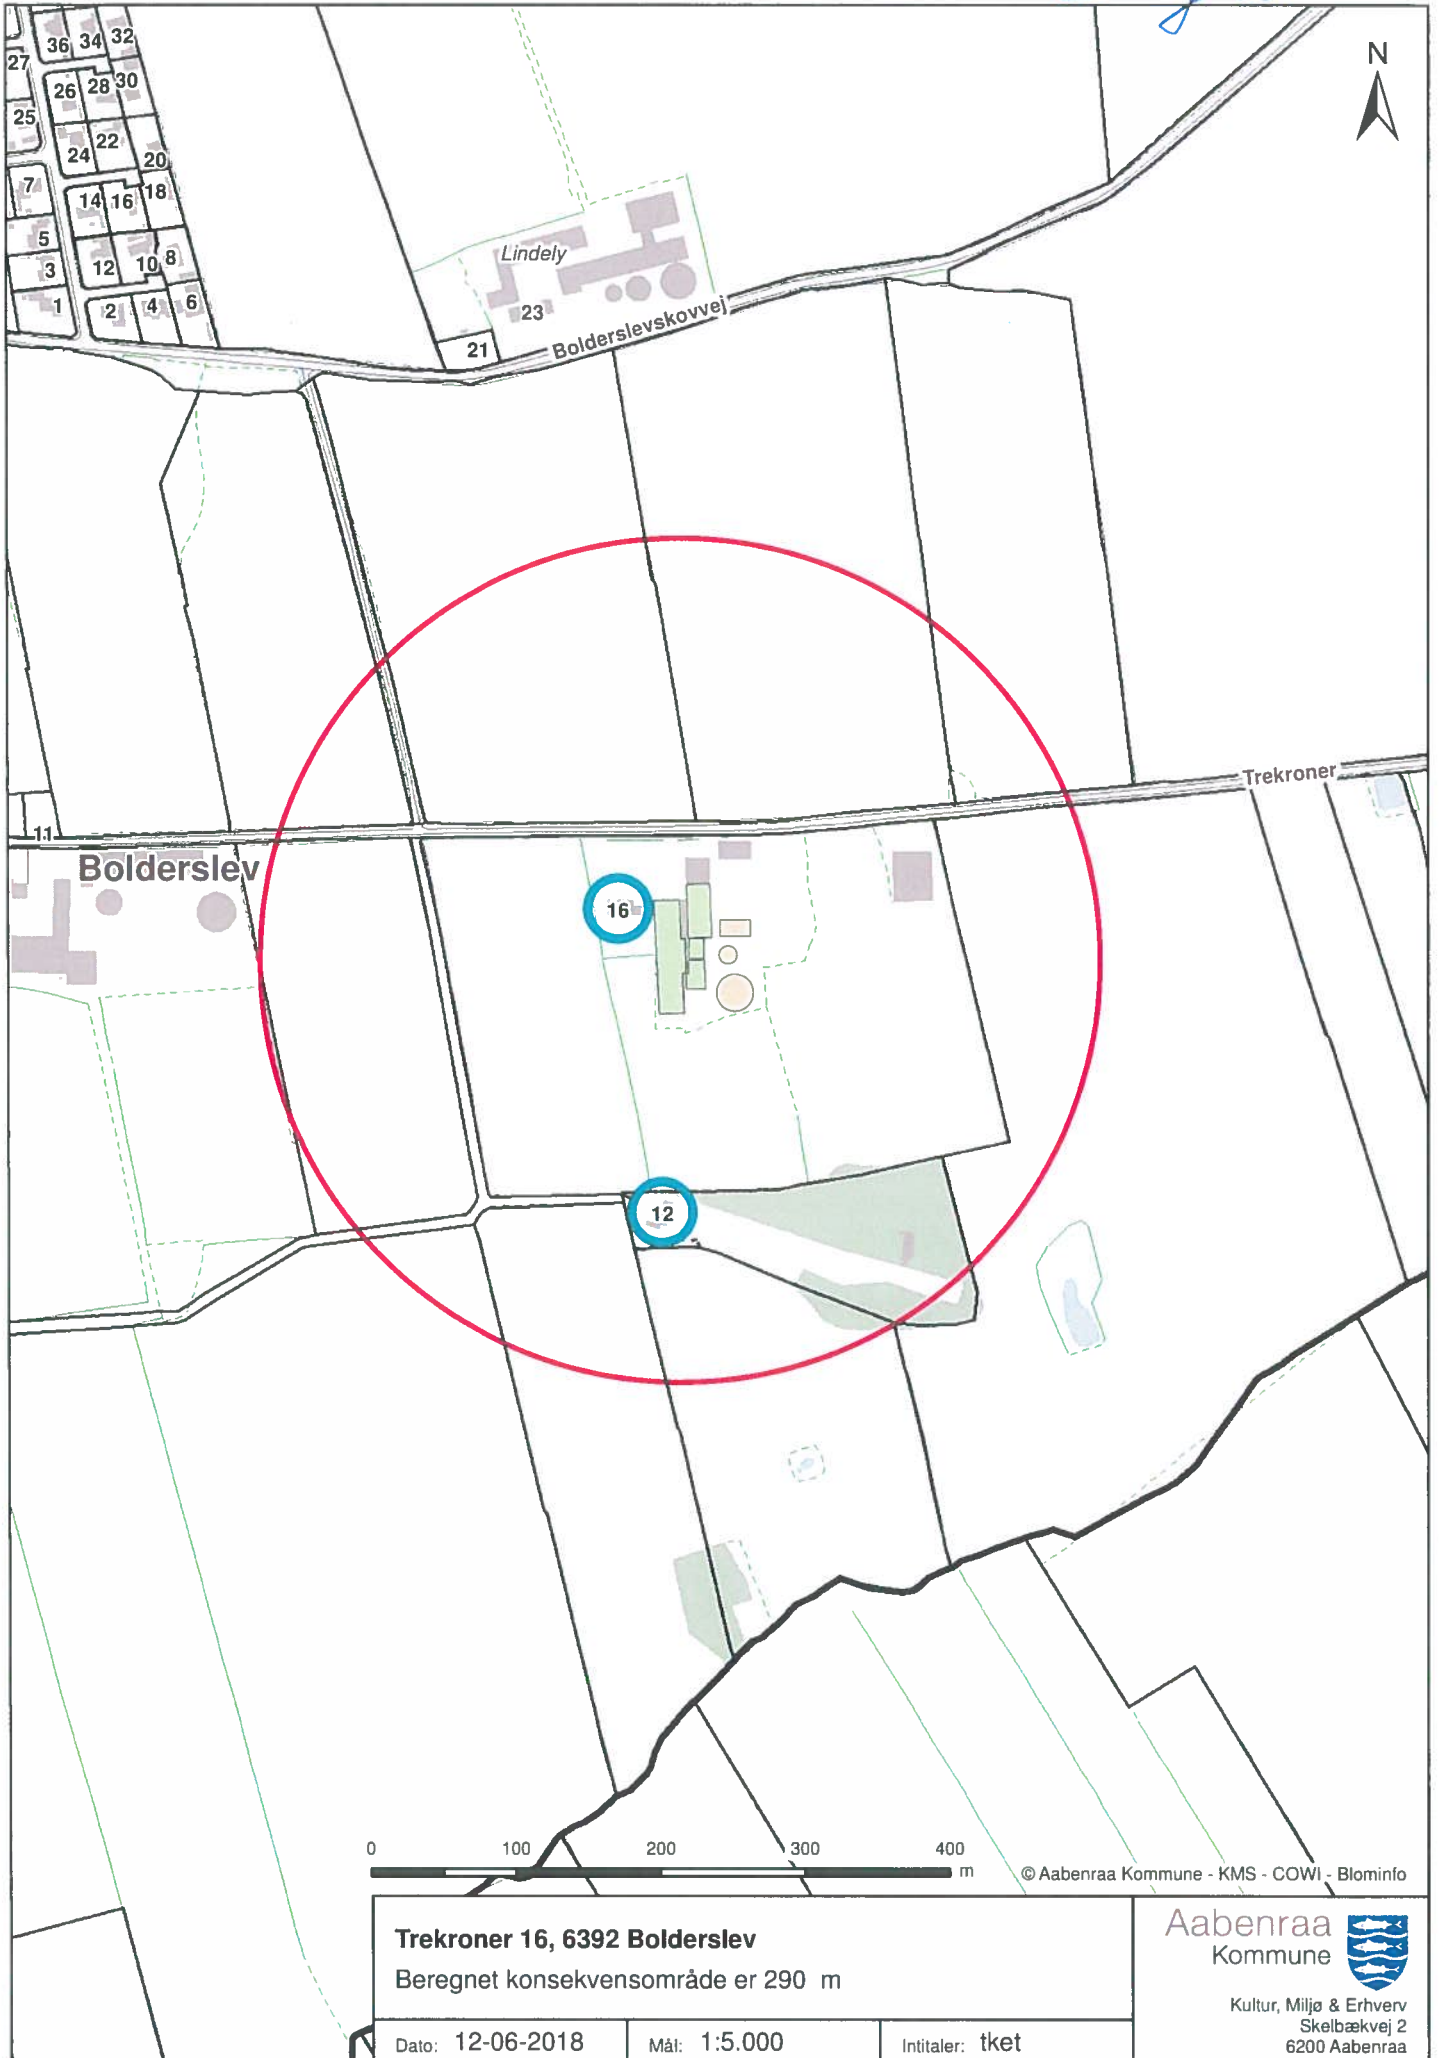 N
36 34 32
27
26 28 30
25
24 22
20
7
14 16 18
5
3 12 10 8
1 2 4 6
Lindely
23
21
Bolderslevskovvej
Trekroner
11
Bolderslev
16
12
0 100 200 300 400
m
© Aabenraa Kommune - KMS - COWI - Blominfo
Trekroner 16, 6392 Bolderslev
Beregnet konsekvensområde er 290 m
Dato: 12-06-2018 Mål: 1:5.000 Intitaler: tket
Aabenraa
Kommune
Kultur, Miljø & Erhverv
Skelbækvej 2
6200 Aabenraa